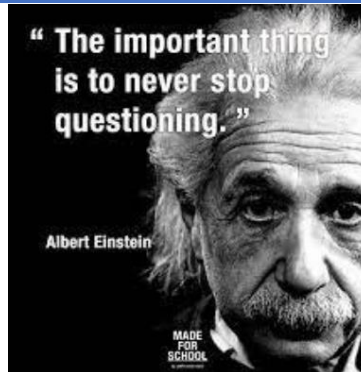 “ The important thing
is to never stop
questioning. ”
Albert Einstein
MADE
FOR
SCHOOL